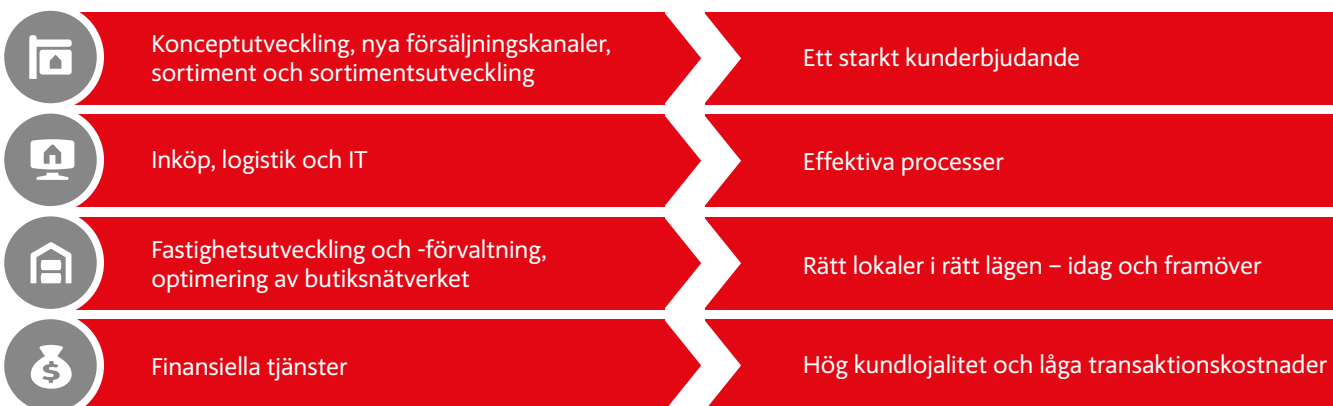 Konceptutveckling, nya försäljningskanaler,
sortiment och sortimentsutveckling
Ett starkt kunderbjudande
Inköp, logistik och IT
Effektiva processer
Fastighetsutveckling och -förvaltning,
optimering av butiksnätverket
Rätt lokaler i rätt lägen – idag och framöver
Finansiella tjänster
Hög kundlojalitet och låga transaktionskostnader
$